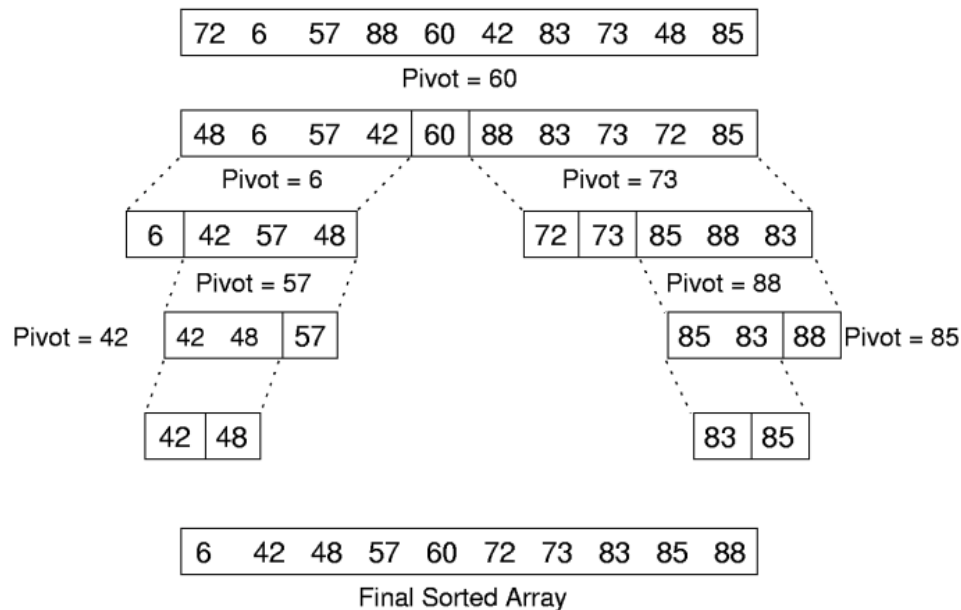 72 6 57 88 60 42 83 73 48 85
Pivot = 60
48 6 57 42 60 88 83 73 72 85
Pivot = 6 Pivot = 73
6 42 57 48 72 73 85 88 83
Pivot = 57 Pivot = 88
Pivot = 42 42 48 57 85 83 88 Pivot = 85
42 48 83 85
6 42 48 57 60 72 73 83 85 88
Final Sorted Array